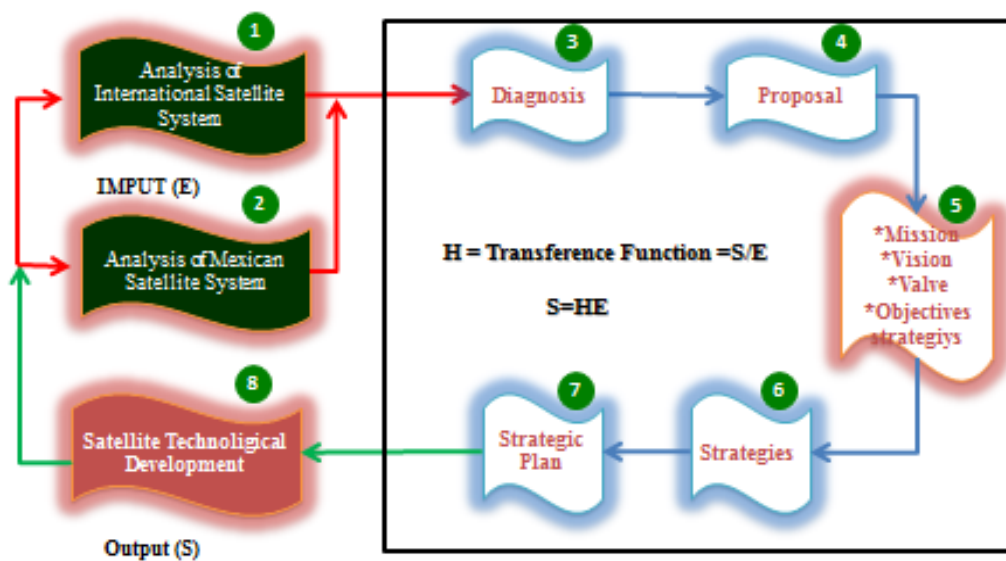 1
Analysis of
International Satellite
System
IMPUT (E)
2
Analysis of Mexican
Satellite System
3
Diagnosis
4
Proposal
5
*Mission
*Vision
*Valve
*Objectives
strategiys
H = Transference Function =S/E
S=HE
6
Strategies
7
Strategic
Plan
8
Satellite Technoligical
Development
Output (S)